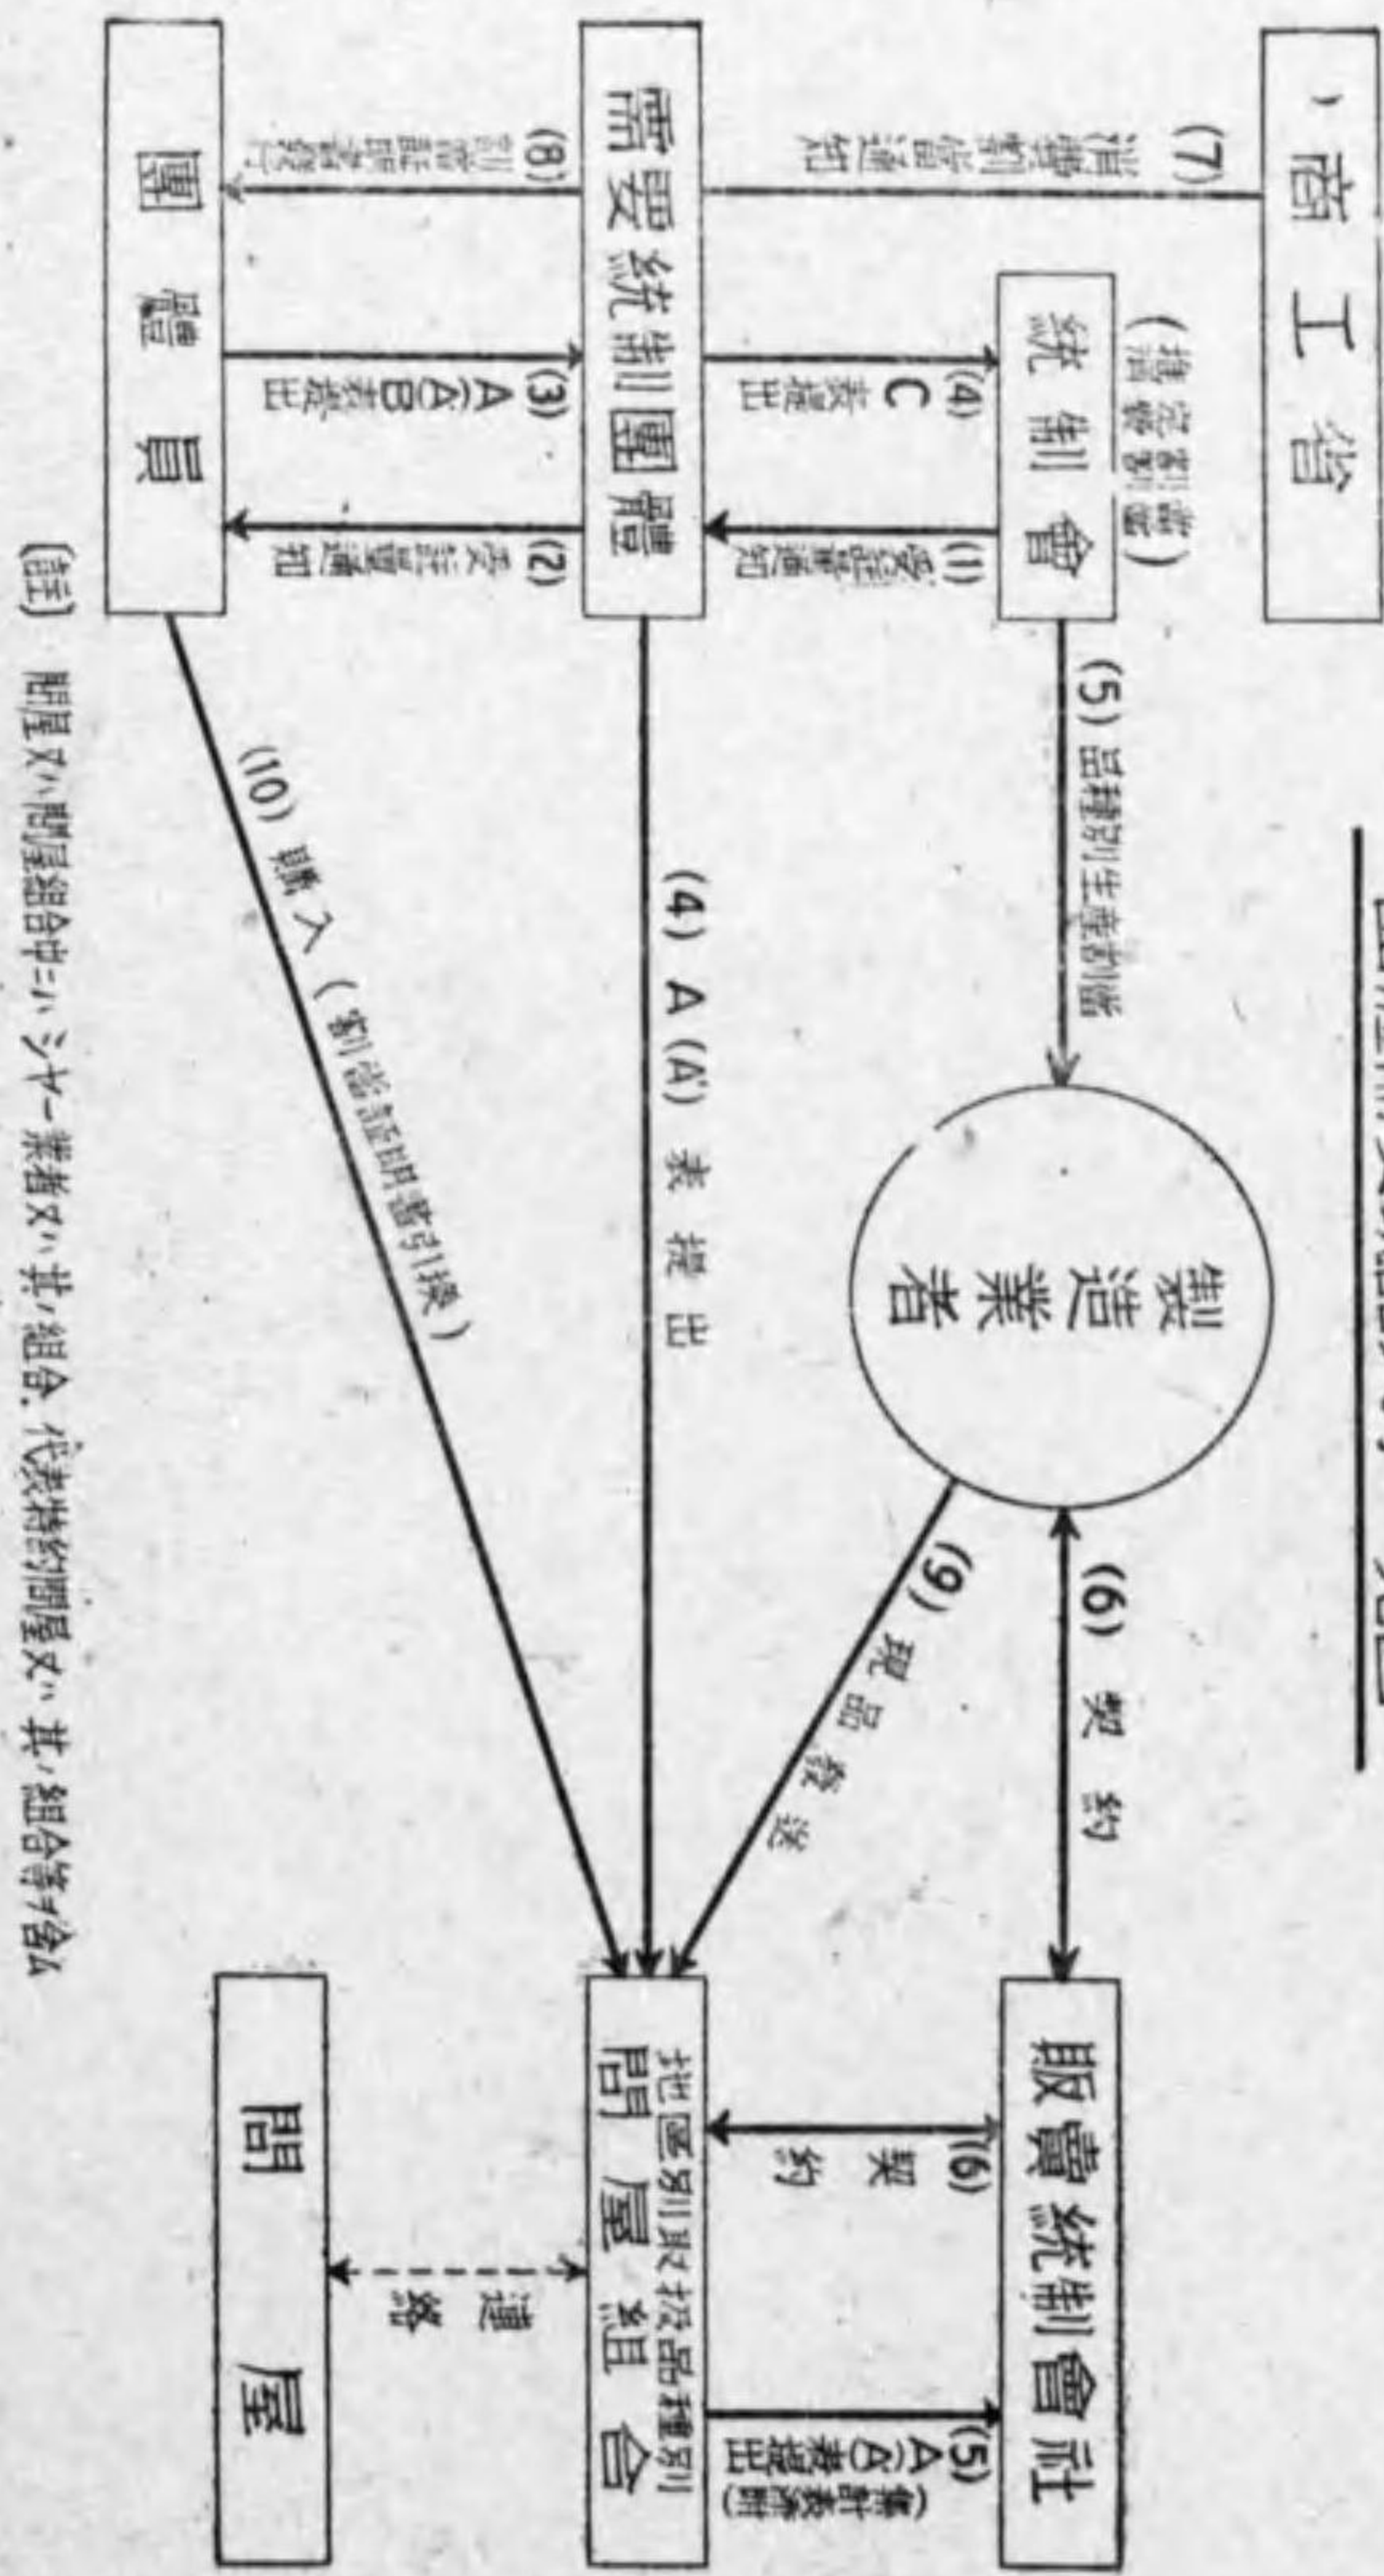 商工省
(7) 消費割當通知
統制會
(1) 受註量通知
(4) C表提出
(5) 品種別生産割當
需要統制團體
(2) 受註量通知
(3) A(A')B表提出
(8) 割當證明書發行
(4) A(A')表提出
團體員
(10) 購入(割當証明書引換)
製造業者
(6) 契約
(9) 現品發送
販賣統制會社
(6) 契約
(5) A(A')表提出
(集計表添附)
地區別取扱品種別
問屋組合
連絡
問屋
(註) 問屋又ハ問屋組合中ニハシヤー業者又ハ其ノ組合、代表特約問屋又ハ其ノ組合等ヲ含ム